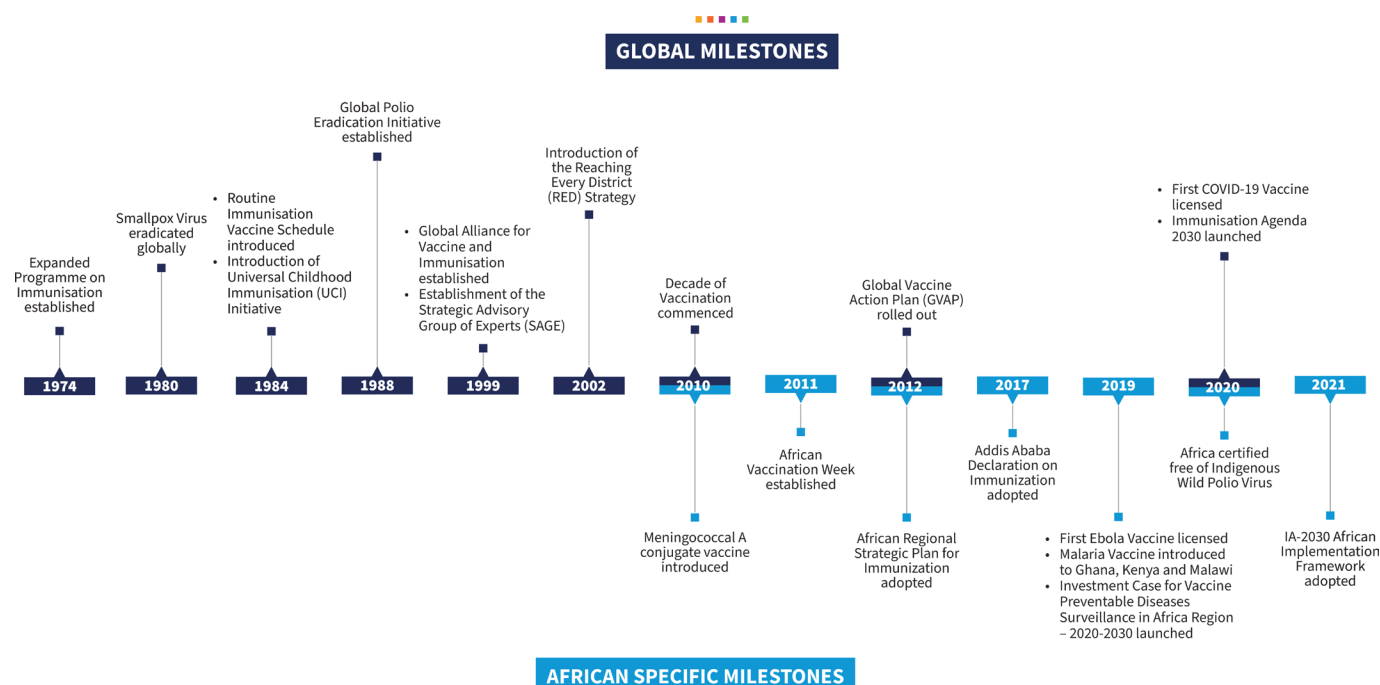 GLOBAL MILESTONES
Expanded
Programme on
Immunisation
established
Smallpox Virus
eradicated
globally
• Routine
Immunisation
Vaccine Schedule
introduced
• Introduction of
Universal Childhood
Immunisation (UCI)
Initiative
Global Polio
Eradication Initiative
established
• Global Alliance for
Vaccine and
Immunisation
established
• Establishment of the
Strategic Advisory
Group of Experts (SAGE)
Introduction of
the Reaching
Every District
(RED) Strategy
Decade of
Vaccination
commenced
Global Vaccine
Action Plan (GVAP)
rolled out
• First COVID-19 Vaccine
licensed
• Immunisation Agenda
2030 launched
1974
1980
1984
1988
1999
2002
2010
2011
2012
2017
2019
2020
2021
Meningococcal A
conjugate vaccine
introduced
African
Vaccination Week
established
African Regional
Strategic Plan for
Immunization
adopted
Addis Ababa
Declaration on
Immunization
adopted
• First Ebola Vaccine licensed
• Malaria Vaccine introduced
to Ghana, Kenya and Malawi
• Investment Case for Vaccine
Preventable Diseases
Surveillance in Africa Region
– 2020-2030 launched
Africa certified
free of Indigenous
Wild Polio Virus
IA-2030 African
Implementation
Framework
adopted
AFRICAN SPECIFIC MILESTONES